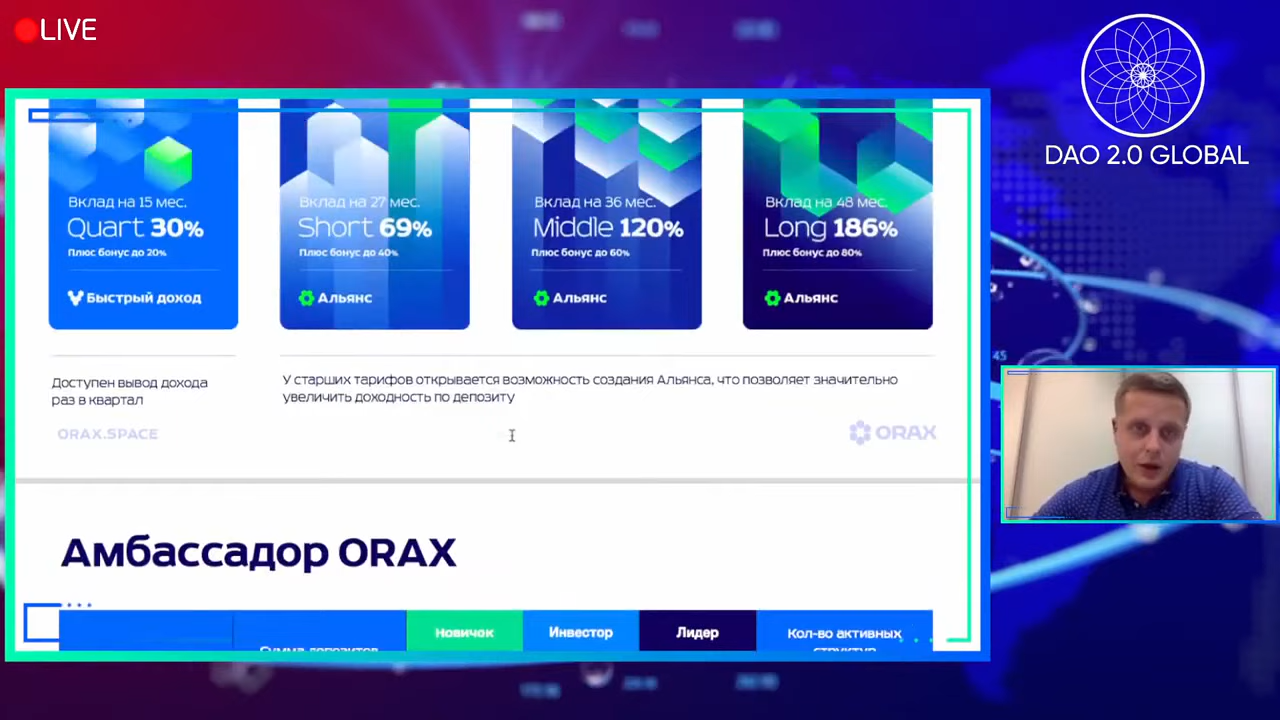 LIVE
DAO 2.0 GLOBAL
Вклад на 15 мес.
Quart 30%
Плюс бонус до 20%
Быстрый доход
Вклад на 27 мес.
Short 69%
Плюс бонус до 40%
Альянс
Вклад на 36 мес.
Middle 120%
Плюс бонус до 60%
Альянс
Вклад на 48 мес.
Long 186%
Плюс бонус до 80%
Альянс
Доступен вывод дохода
раз в квартал
У старших тарифов открывается возможность создания Альянса, что позволяет значительно
увеличить доходность по депозиту
ORAX.SPACE
ORAX
45
Амбассадор ORAX
Сумма депозитов
Новичок
Инвестор
Лидер
Кол-во активных
структур